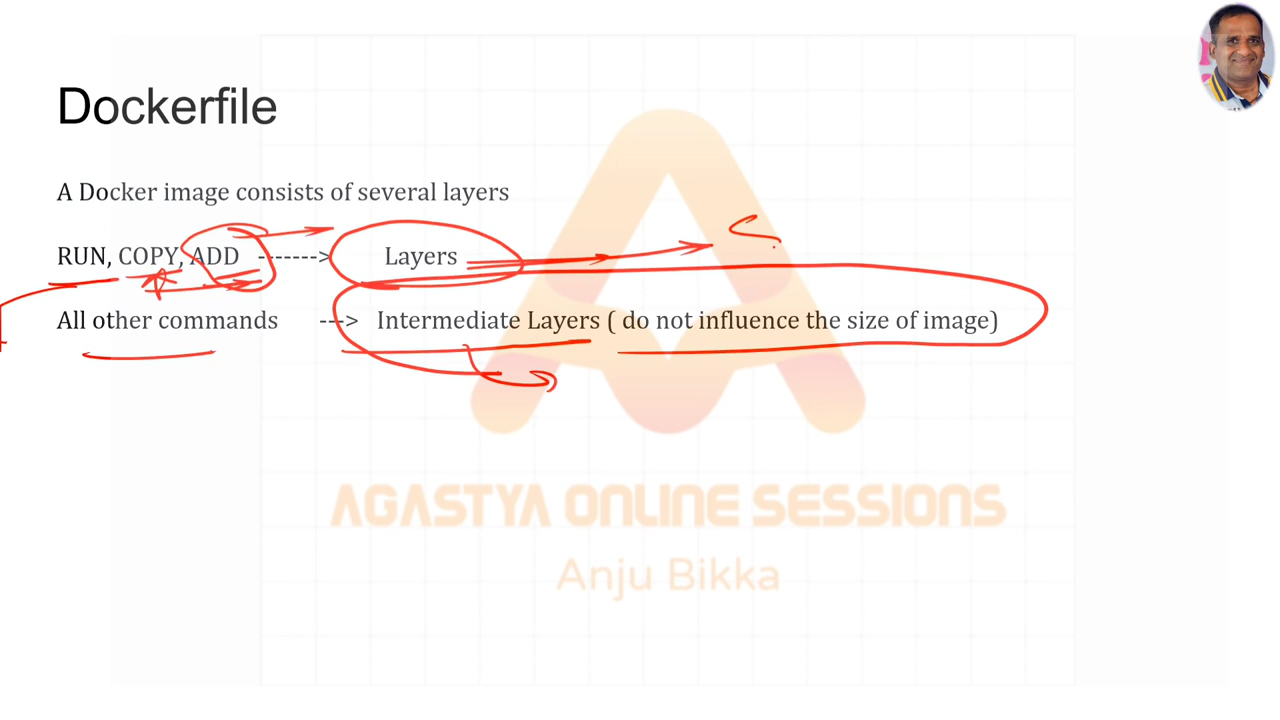 Dockerfile
A Docker image consists of several layers
RUN, COPY, ADD -------> Layers
All other commands ---> Intermediate Layers ( do not influence the size of image)
AGASTYA ONLINE SESSIONS
Anju Bikka